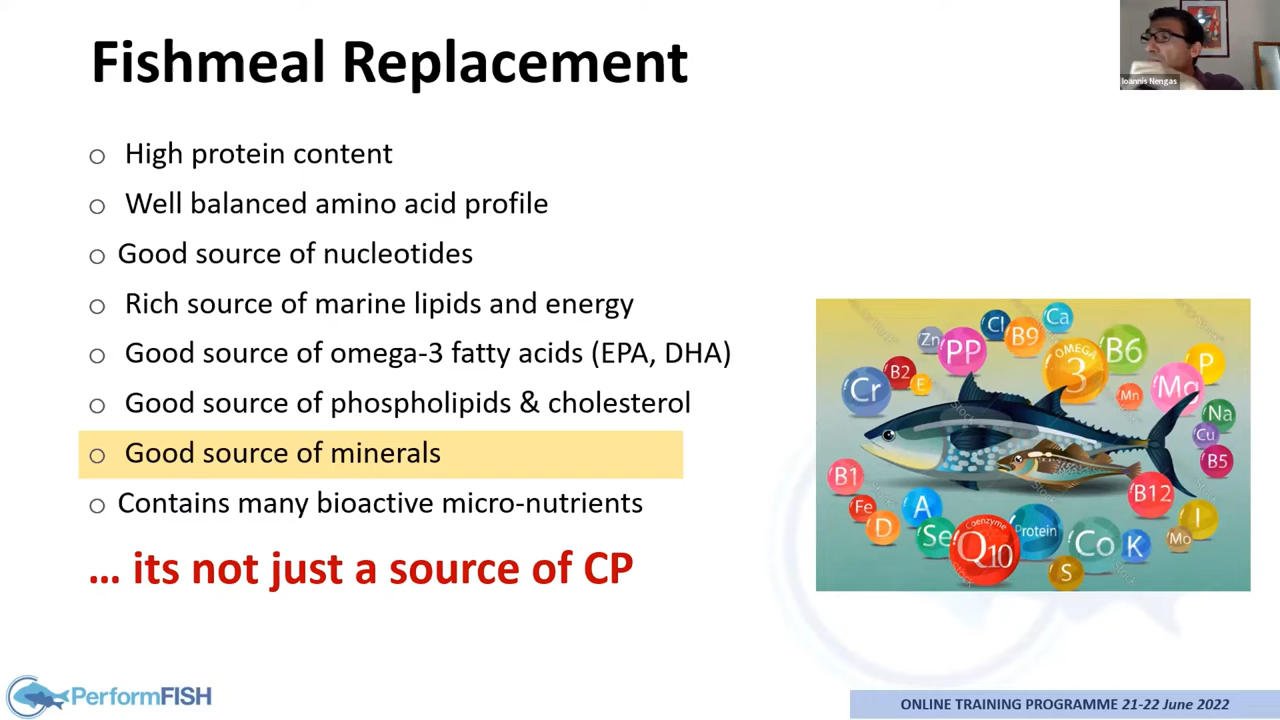 Fishmeal Replacement
Ioannis Nengas
High protein content
Well balanced amino acid profile
Good source of nucleotides
Rich source of marine lipids and energy
Good source of omega-3 fatty acids (EPA, DHA)
Good source of phospholipids & cholesterol
Good source of minerals
Contains many bioactive micro-nutrients
... its not just a source of CP
Zn
PP
Cl
B9
Ca
OMEGA
3
B6
P
Cr
B2
E
Mn
Mg
Na
Cu
B5
B1
Fe
D
A
Se
Coenzyme
Q10
Protein
Co
K
S
B12
Mo
I
Stock
PerformFISH
ONLINE TRAINING PROGRAMME 21-22 June 2022